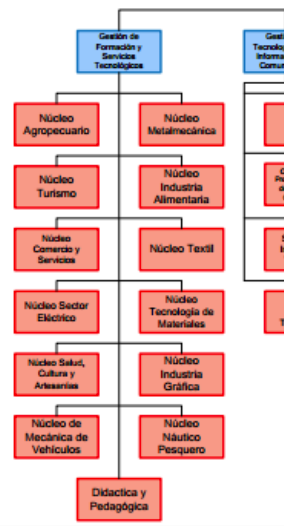 Gestión de
Formación y
Servicios
Tecnológicos
Núcleo
Agropecuario
Núcleo
Metalmecánica
Núcleo
Turismo
Núcleo
Industria
Alimentaria
Núcleo
Comercio y
Servicios
Núcleo Textil
Núcleo Sector
Eléctrico
Núcleo
Tecnología de
Materiales
Núcleo Salud,
Cultura y
Artesanías
Núcleo
Industria
Gráfica
Núcleo de
Mecánica de
Vehículos
Núcleo
Náutico
Pesquero
Didactica y
Pedagógica